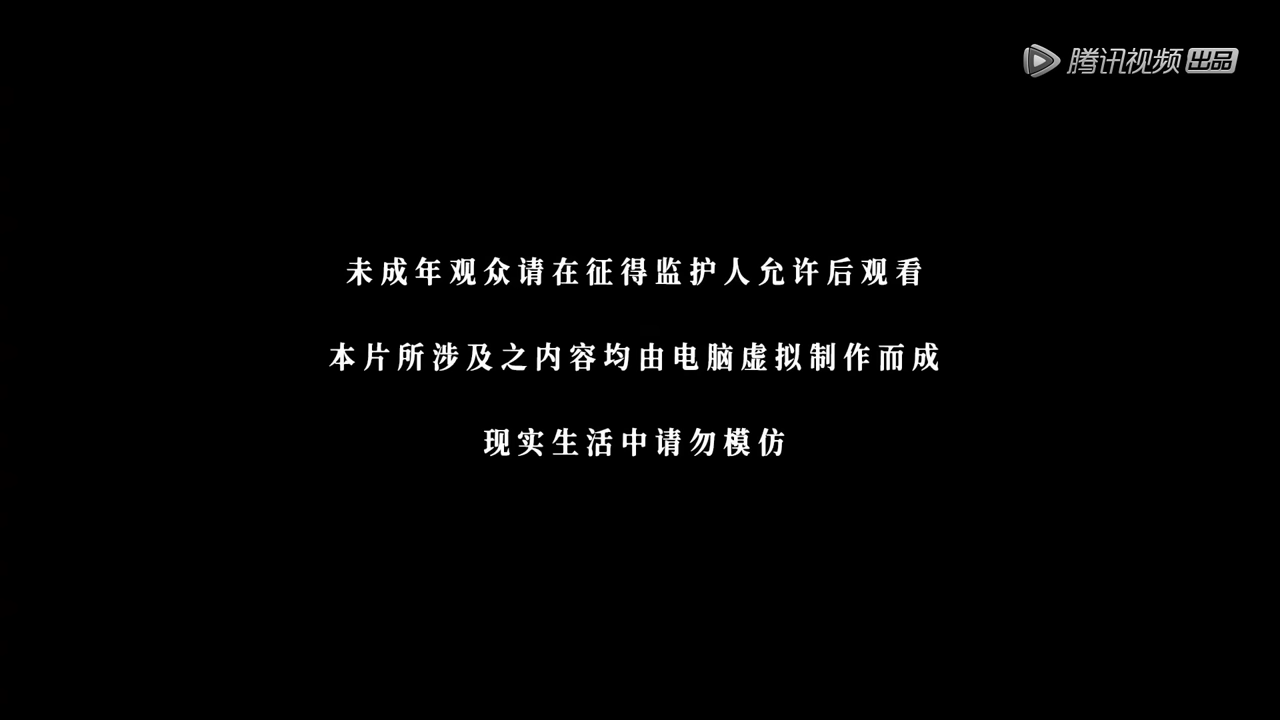 腾讯视频 出品
未成年观众请在征得监护人允许后观看
本片所涉及之内容均由电脑虚拟制作而成
现实生活中请勿模仿